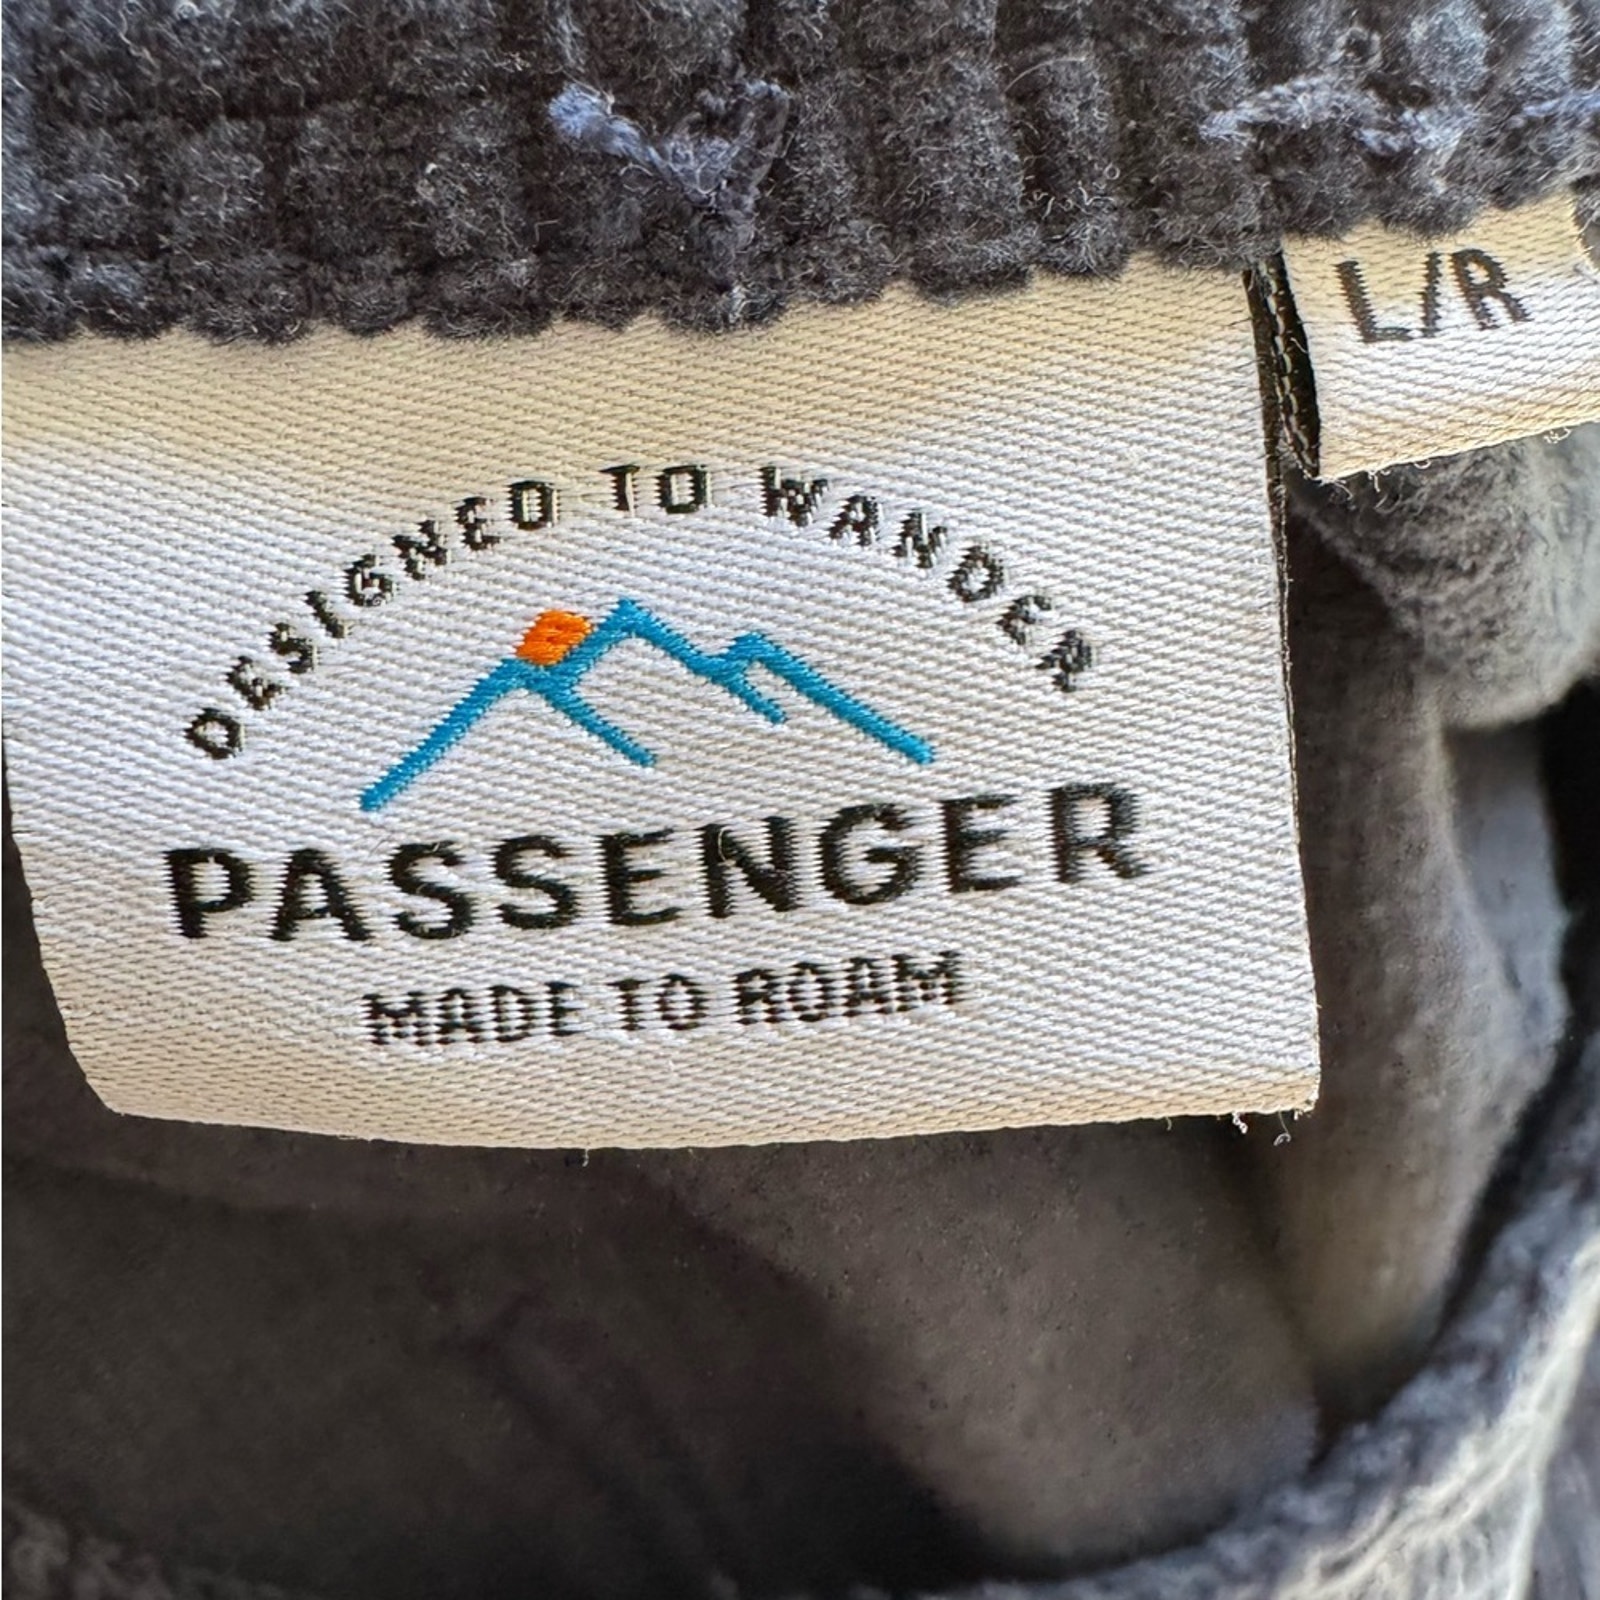 L/R
DESIGNED TO WANDER
PASSENGER
MADE TO ROAM